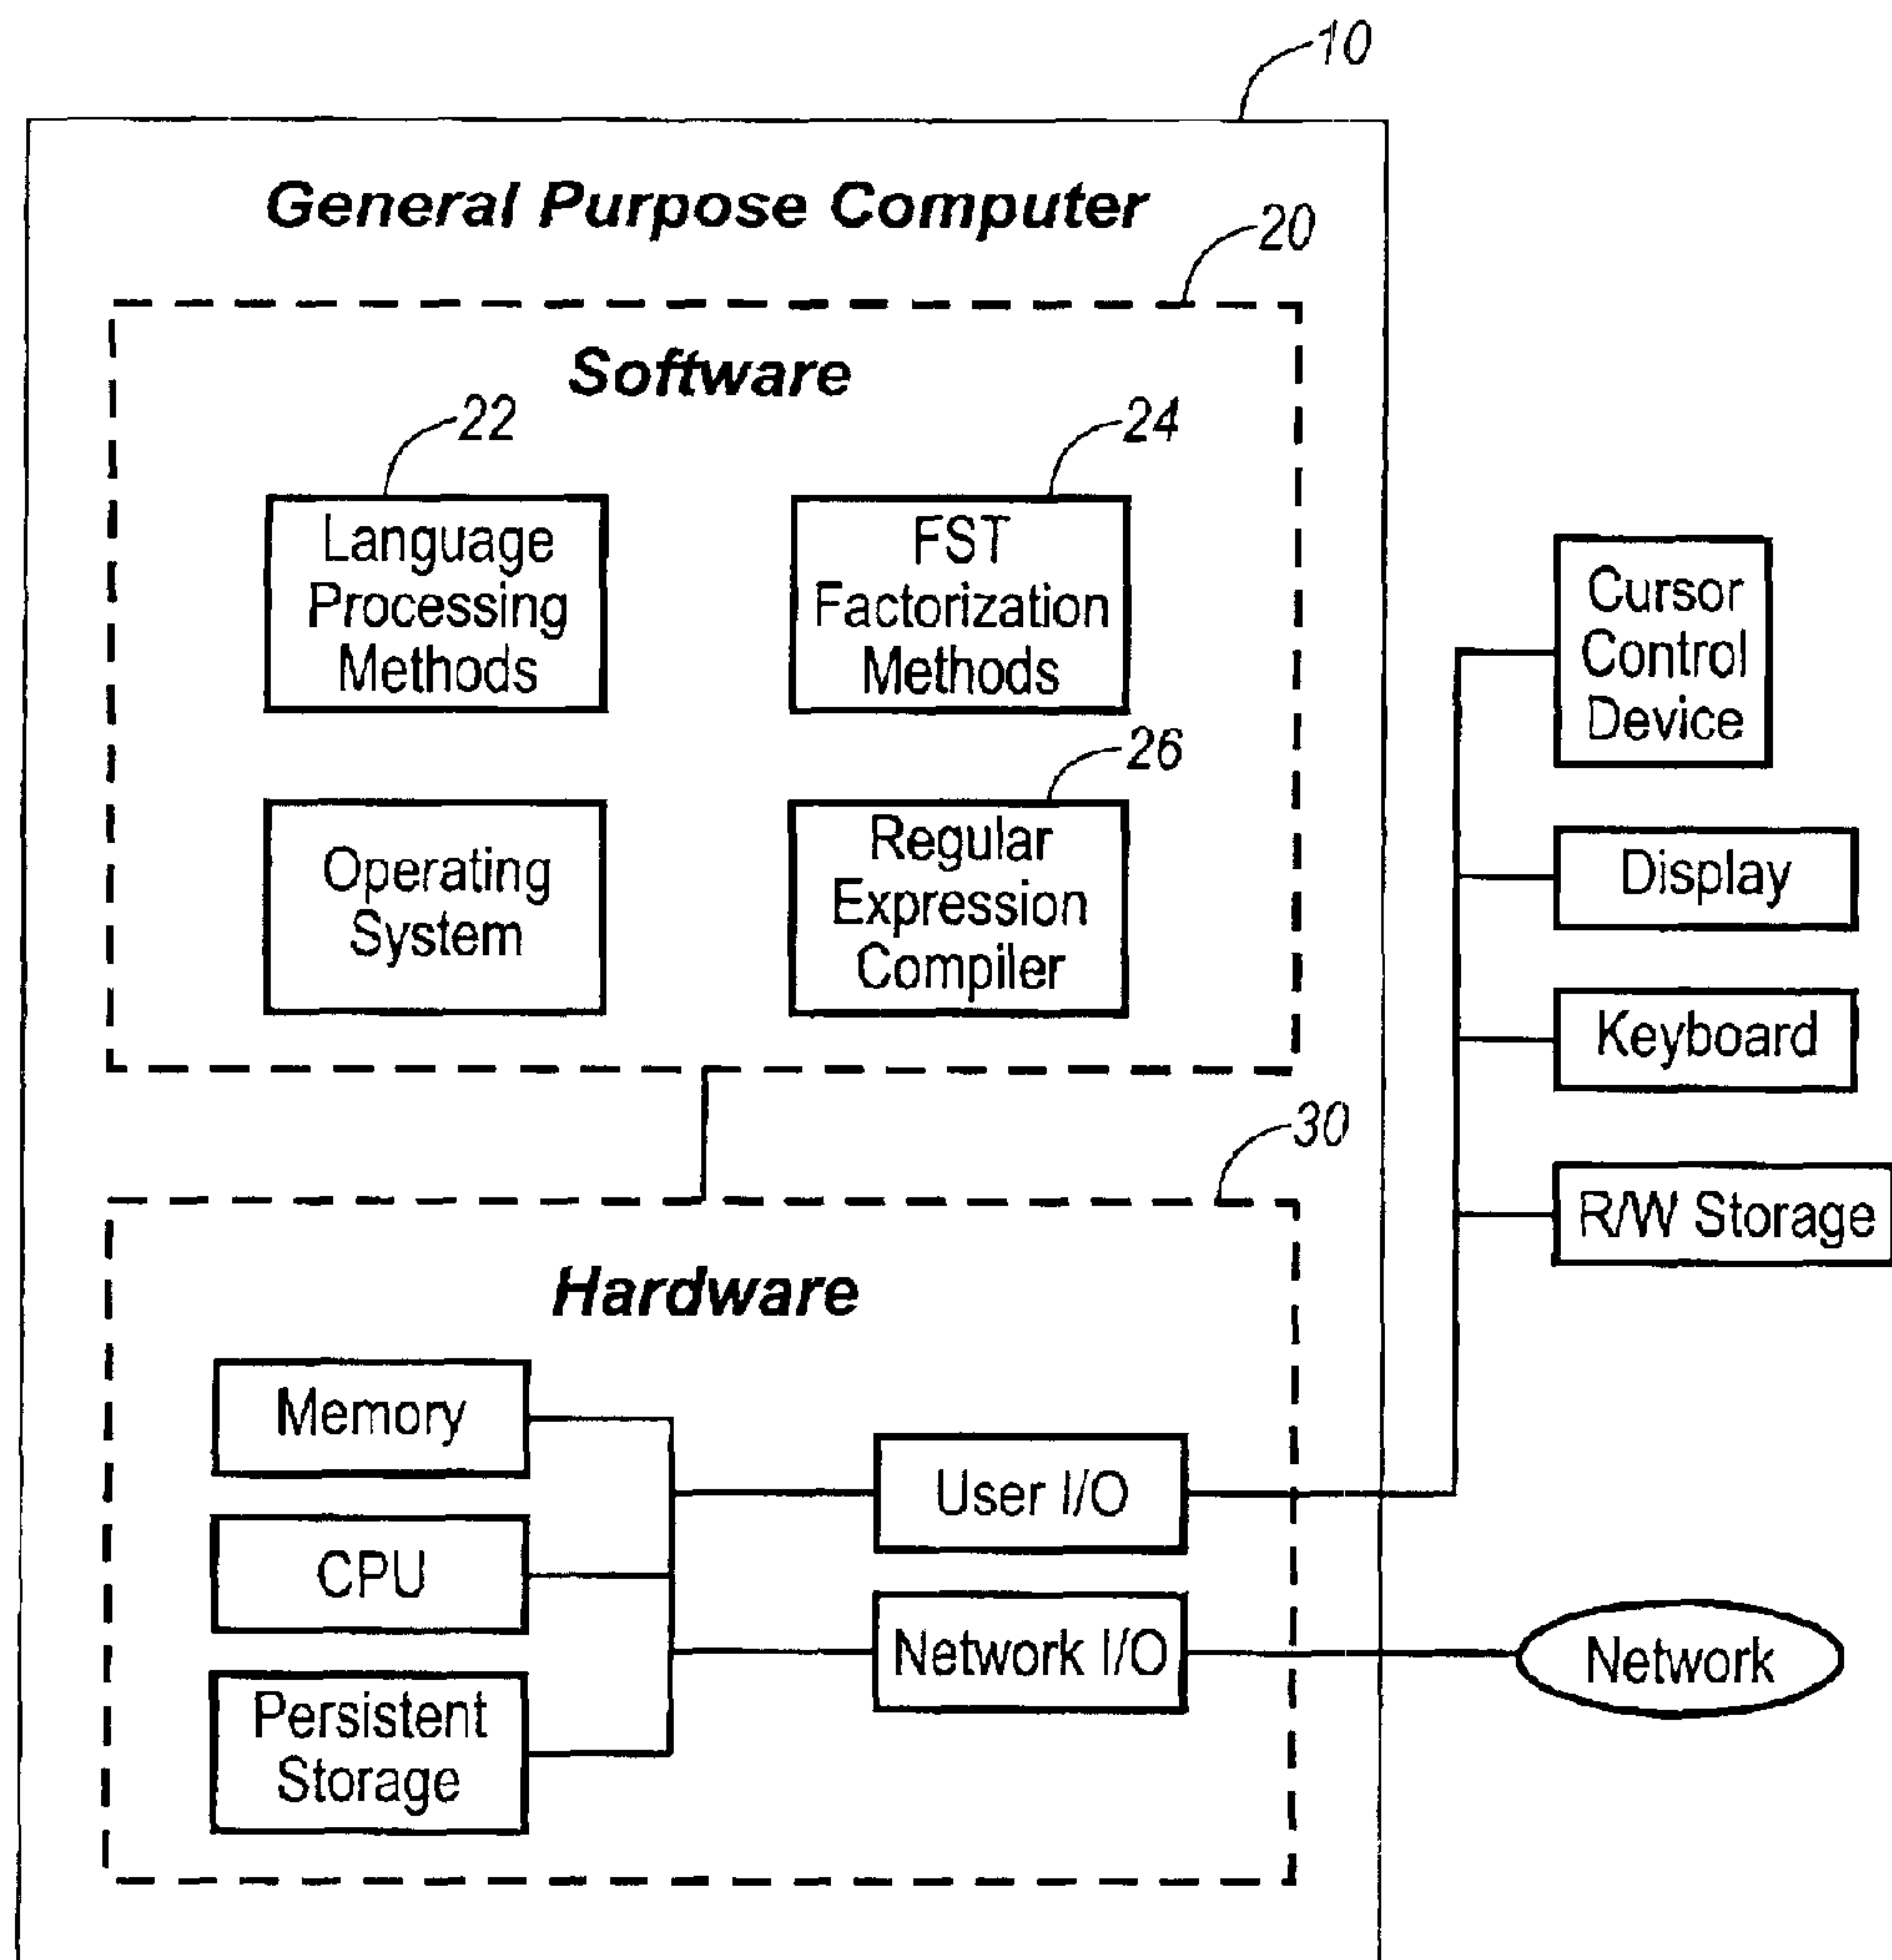 10
General Purpose Computer
20
Software
22
Language
Processing
Methods
24
FST
Factorization
Methods
Operating
System
26
Regular
Expression
Compiler
30
Hardware
Memory
CPU
Persistent
Storage
User I/O
Network I/O
Cursor
Control
Device
Display
Keyboard
R/W Storage
Network